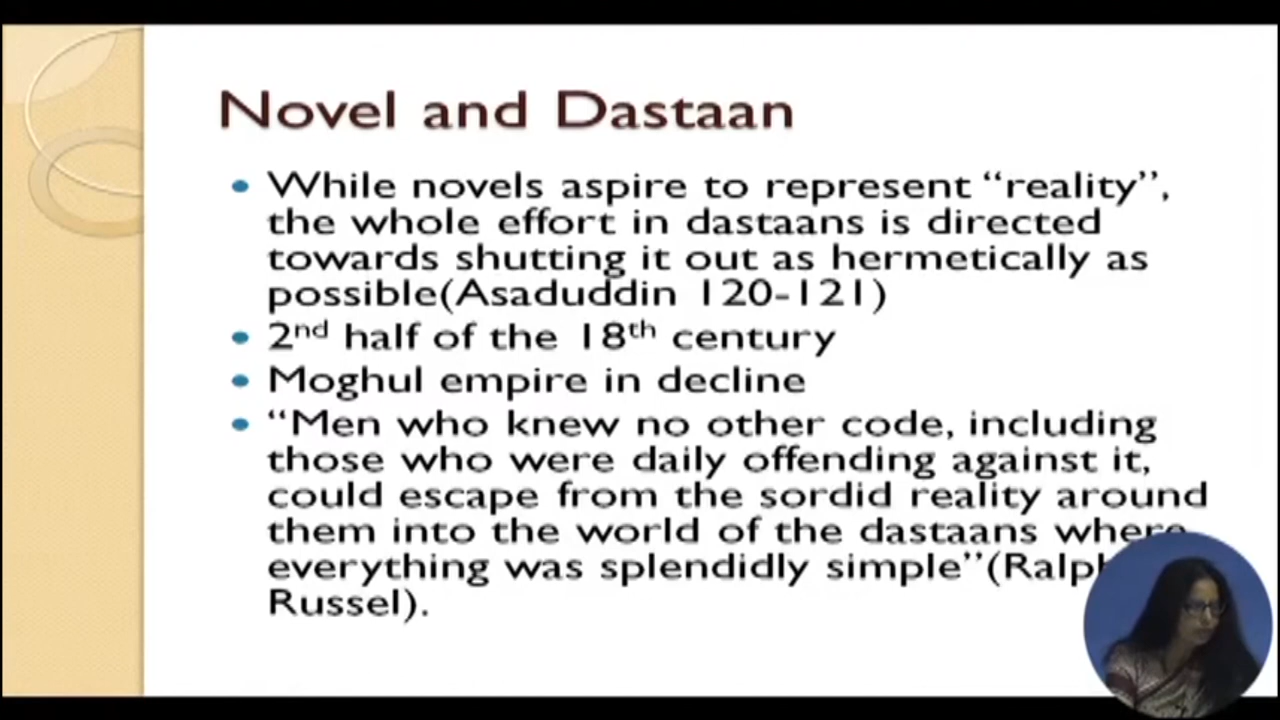 Novel and Dastaan
While novels aspire to represent “reality”,
the whole effort in dastaans is directed
towards shutting it out as hermetically as
possible(Asaduddin 120-121)
2nd half of the 18th century
Moghul empire in decline
“Men who knew no other code, including
those who were daily offending against it,
could escape from the sordid reality around
them into the world of the dastaans where
everything was splendidly simple”(Ralph
Russel).